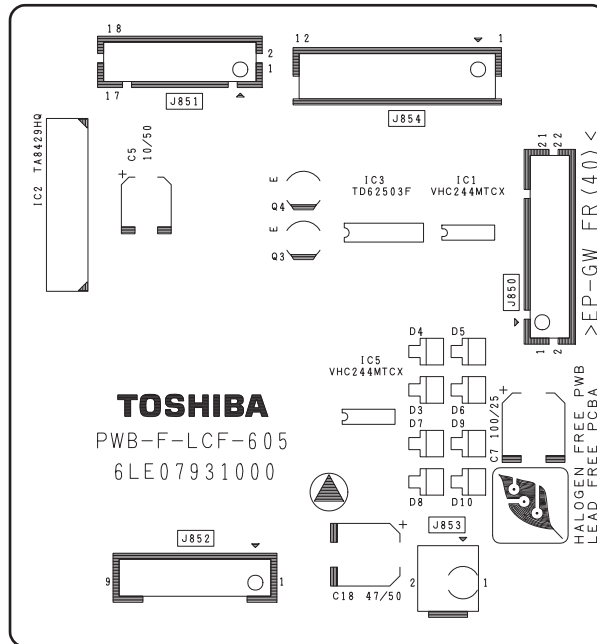 18
2
1
17
J851
12
1
J854
IC2 TA8429HQ
C5
10/50
+
E
Q4
E
Q3
IC3
TD62503F
IC1
VHC244MTCX
21
22
J850
1
2
>EP-GW FR(40)<
IC5
VHC244MTCX
D4
D5
D3
D6
D7
D9
D8
D10
C7 100/25
+
TOSHIBA
PWB-F-LCF-605
6LE07931000
HALOGEN FREE PWB
LEAD FREE PCBA
J852
9
1
+
C18 47/50
J853
2
1